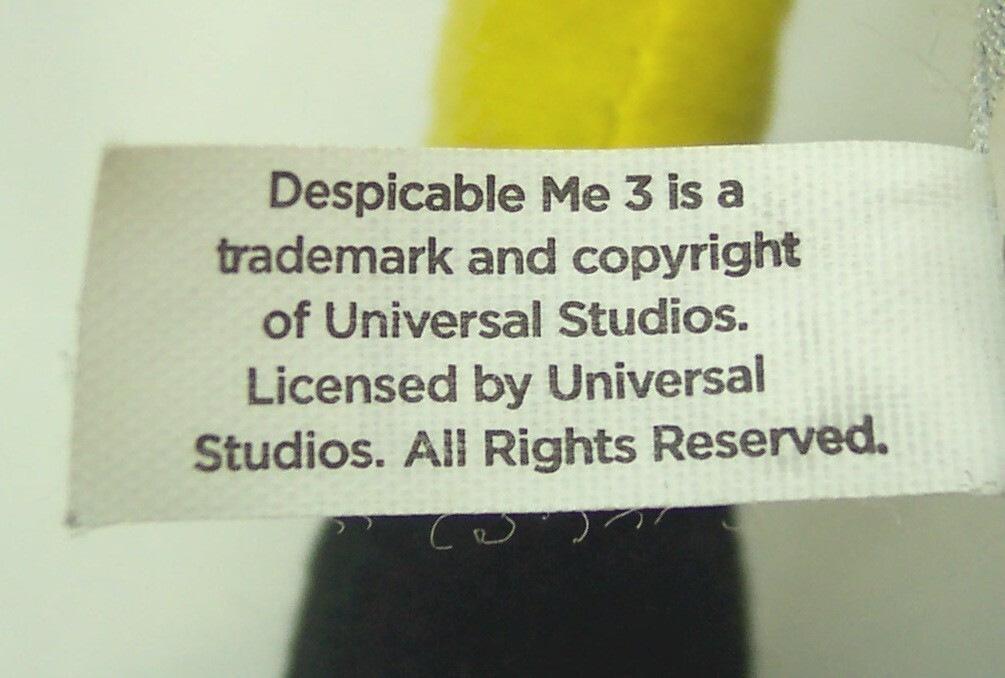 Despicable Me 3 is a
trademark and copyright
of Universal Studios.
Licensed by Universal
Studios. All Rights Reserved.